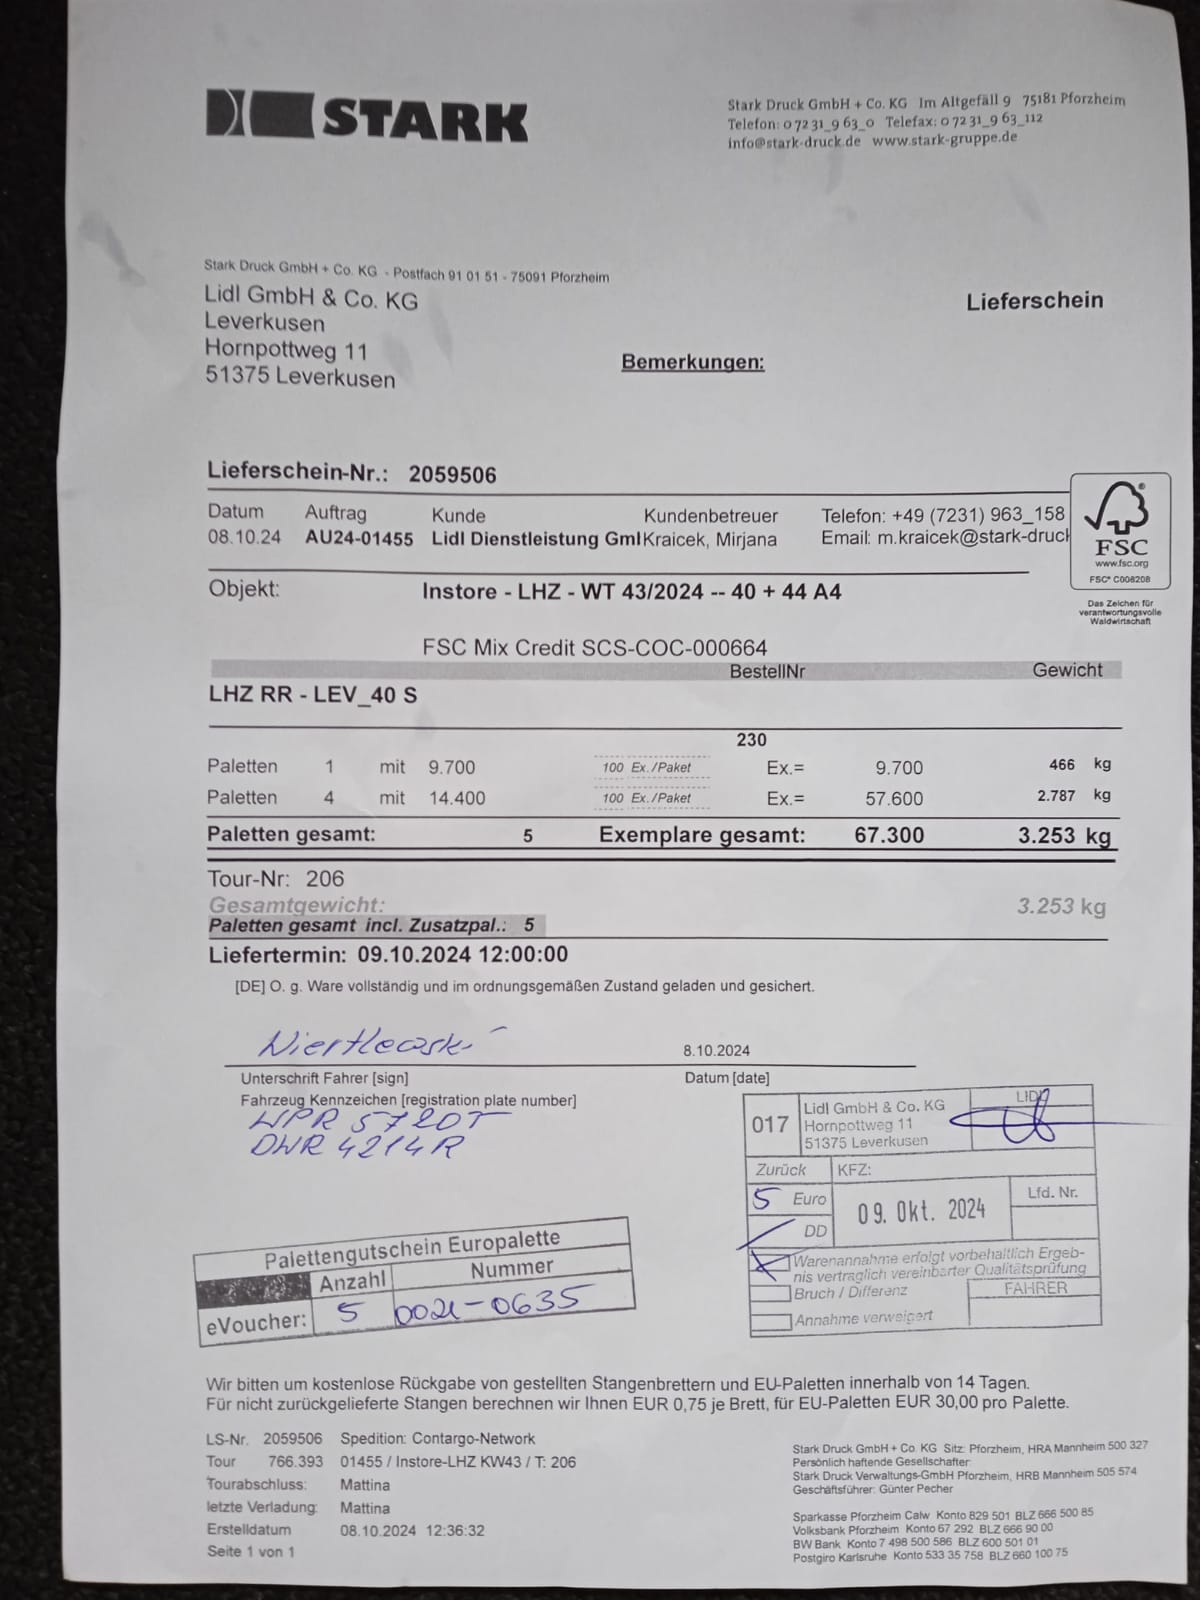 STARK
Stark Druck GmbH + Co. KG Im Altgefäll 9 75181 Pforzheim
Telefon: 0 72 31_9 63_0 Telefax: 0 72 31_9 63_112
info@stark-druck.de www.stark-gruppe.de
Stark Druck GmbH + Co. KG - Postfach 91 01 51 - 75091 Pforzheim
Lidl GmbH & Co. KG
Leverkusen
Hornpottweg 11
51375 Leverkusen
Lieferschein
Bemerkungen:
Lieferschein-Nr.: 2059506
Datum Auftrag Kunde Kundenbetreuer Telefon: +49 (7231) 963_158
08.10.24 AU24-01455 Lidl Dienstleistung Gml Kraicek, Mirjana Email: m.kraicek@stark-druck
FSC
www.fsc.org
FSC® C008208
Das Zeichen für
verantwortungsvolle
Waldwirtschaft
Objekt: Instore - LHZ - WT 43/2024 -- 40 + 44 A4
FSC Mix Credit SCS-COC-000664
BestellNr Gewicht
LHZ RR - LEV_40 S
230
Paletten 1 mit 9.700 100 Ex./Paket Ex.= 9.700 466 kg
Paletten 4 mit 14.400 100 Ex./Paket Ex.= 57.600 2.787 kg
Paletten gesamt: 5 Exemplare gesamt: 67.300 3.253 kg
Tour-Nr: 206
Gesamtgewicht: 3.253 kg
Paletten gesamt incl. Zusatzpal.: 5
Liefertermin: 09.10.2024 12:00:00
[DE] O. g. Ware vollständig und im ordnungsgemäßen Zustand geladen und gesichert.
8.10.2024
Unterschrift Fahrer [sign] Datum [date]
Fahrzeug Kennzeichen [registration plate number]
WPR 5720T
DWR 4214R
017
Lidl GmbH & Co. KG
Hornpottweg 11
51375 Leverkusen
LIDL
Zurück KFZ:
5 Euro
DD
09. Okt. 2024
Lfd. Nr.
Warenannahme erfolgt vorbehaltlich Ergeb-
nis vertraglich vereinbarter Qualitätsprüfung
Bruch / Differenz
FAHRER
Annahme verweigert
Palettengutschein Europalette
Anzahl Nummer
eVoucher: 5 0021-0635
Wir bitten um kostenlose Rückgabe von gestellten Stangenbrettern und EU-Paletten innerhalb von 14 Tagen.
Für nicht zurückgelieferte Stangen berechnen wir Ihnen EUR 0,75 je Brett, für EU-Paletten EUR 30,00 pro Palette.
LS-Nr. 2059506 Spedition: Contargo-Network
Tour 766.393 01455 / Instore-LHZ KW43 / T: 206
Tourabschluss: Mattina
letzte Verladung: Mattina
Erstelldatum 08.10.2024 12:36:32
Seite 1 von 1
Stark Druck GmbH + Co. KG Sitz: Pforzheim, HRA Mannheim 500 327
Persönlich haftende Gesellschafter:
Stark Druck Verwaltungs-GmbH Pforzheim, HRB Mannheim 505 574
Geschäftsführer: Günter Pecher
Sparkasse Pforzheim Calw Konto 829 501 BLZ 666 500 85
Volksbank Pforzheim Konto 67 292 BLZ 666 90 00
BW Bank Konto 7 498 500 586 BLZ 600 501 01
Postgiro Karlsruhe Konto 533 35 758 BLZ 660 100 75